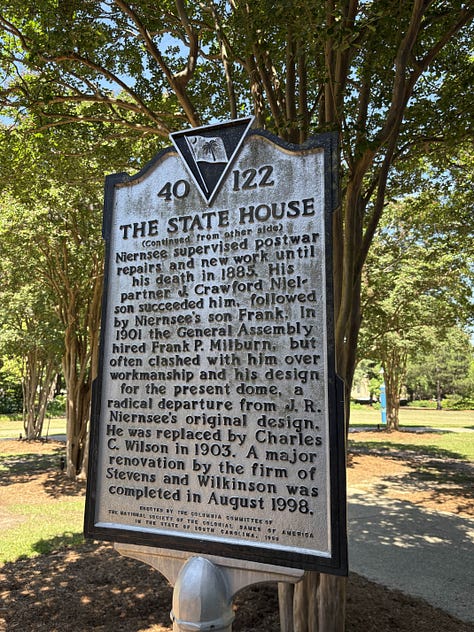 40 122
THE STATE HOUSE
(Continued from other side)
Niernsee supervised postwar
repairs and new work until
his death in 1885. His
partner J. Crawford Niel-
son succeeded him, followed
by Niernsee's son Frank. In
1901 the General Assembly
hired Frank P. Milburn, but
often clashed with him over
workmanship and his design
for the present dome, a
radical departure from J. R.
Niernsee's original design.
He was replaced by Charles
C. Wilson in 1903. A major
renovation by the firm of
Stevens and Wilkinson was
completed in August 1998.
ERECTED BY THE COLUMBIA COMMITTEE OF
THE NATIONAL SOCIETY OF THE COLONIAL DAMES OF AMERICA
IN THE STATE OF SOUTH CAROLINA, 1998